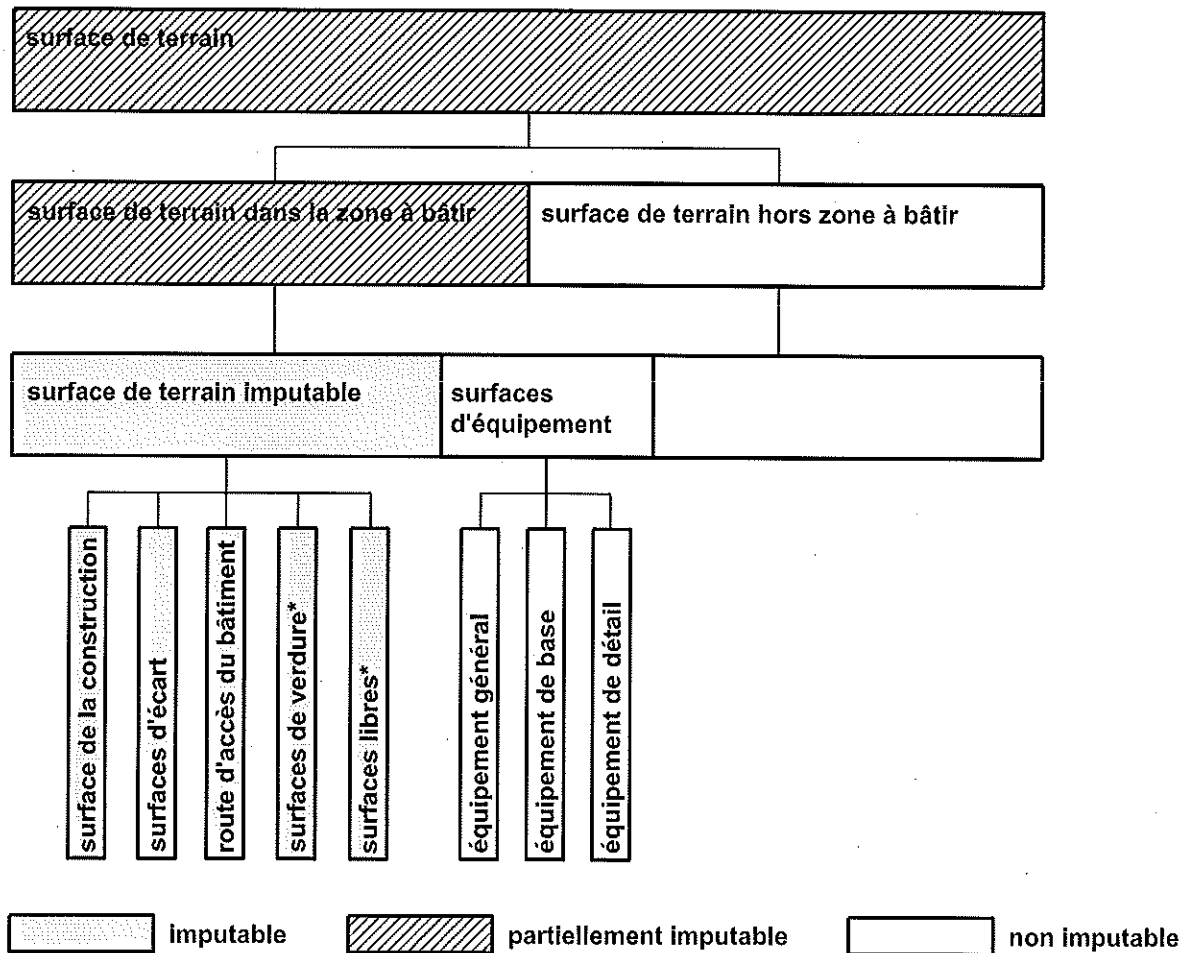 surface de terrain
surface de terrain dans la zone à bâtir
surface de terrain hors zone à bâtir
surface de terrain imputable
surfaces
d'équipement
surface de la construction
surfaces d'écart
route d'accès du bâtiment
surfaces de verdure*
surfaces libres*
équipement général
équipement de base
équipement de détail
imputable
partiellement imputable
non imputable